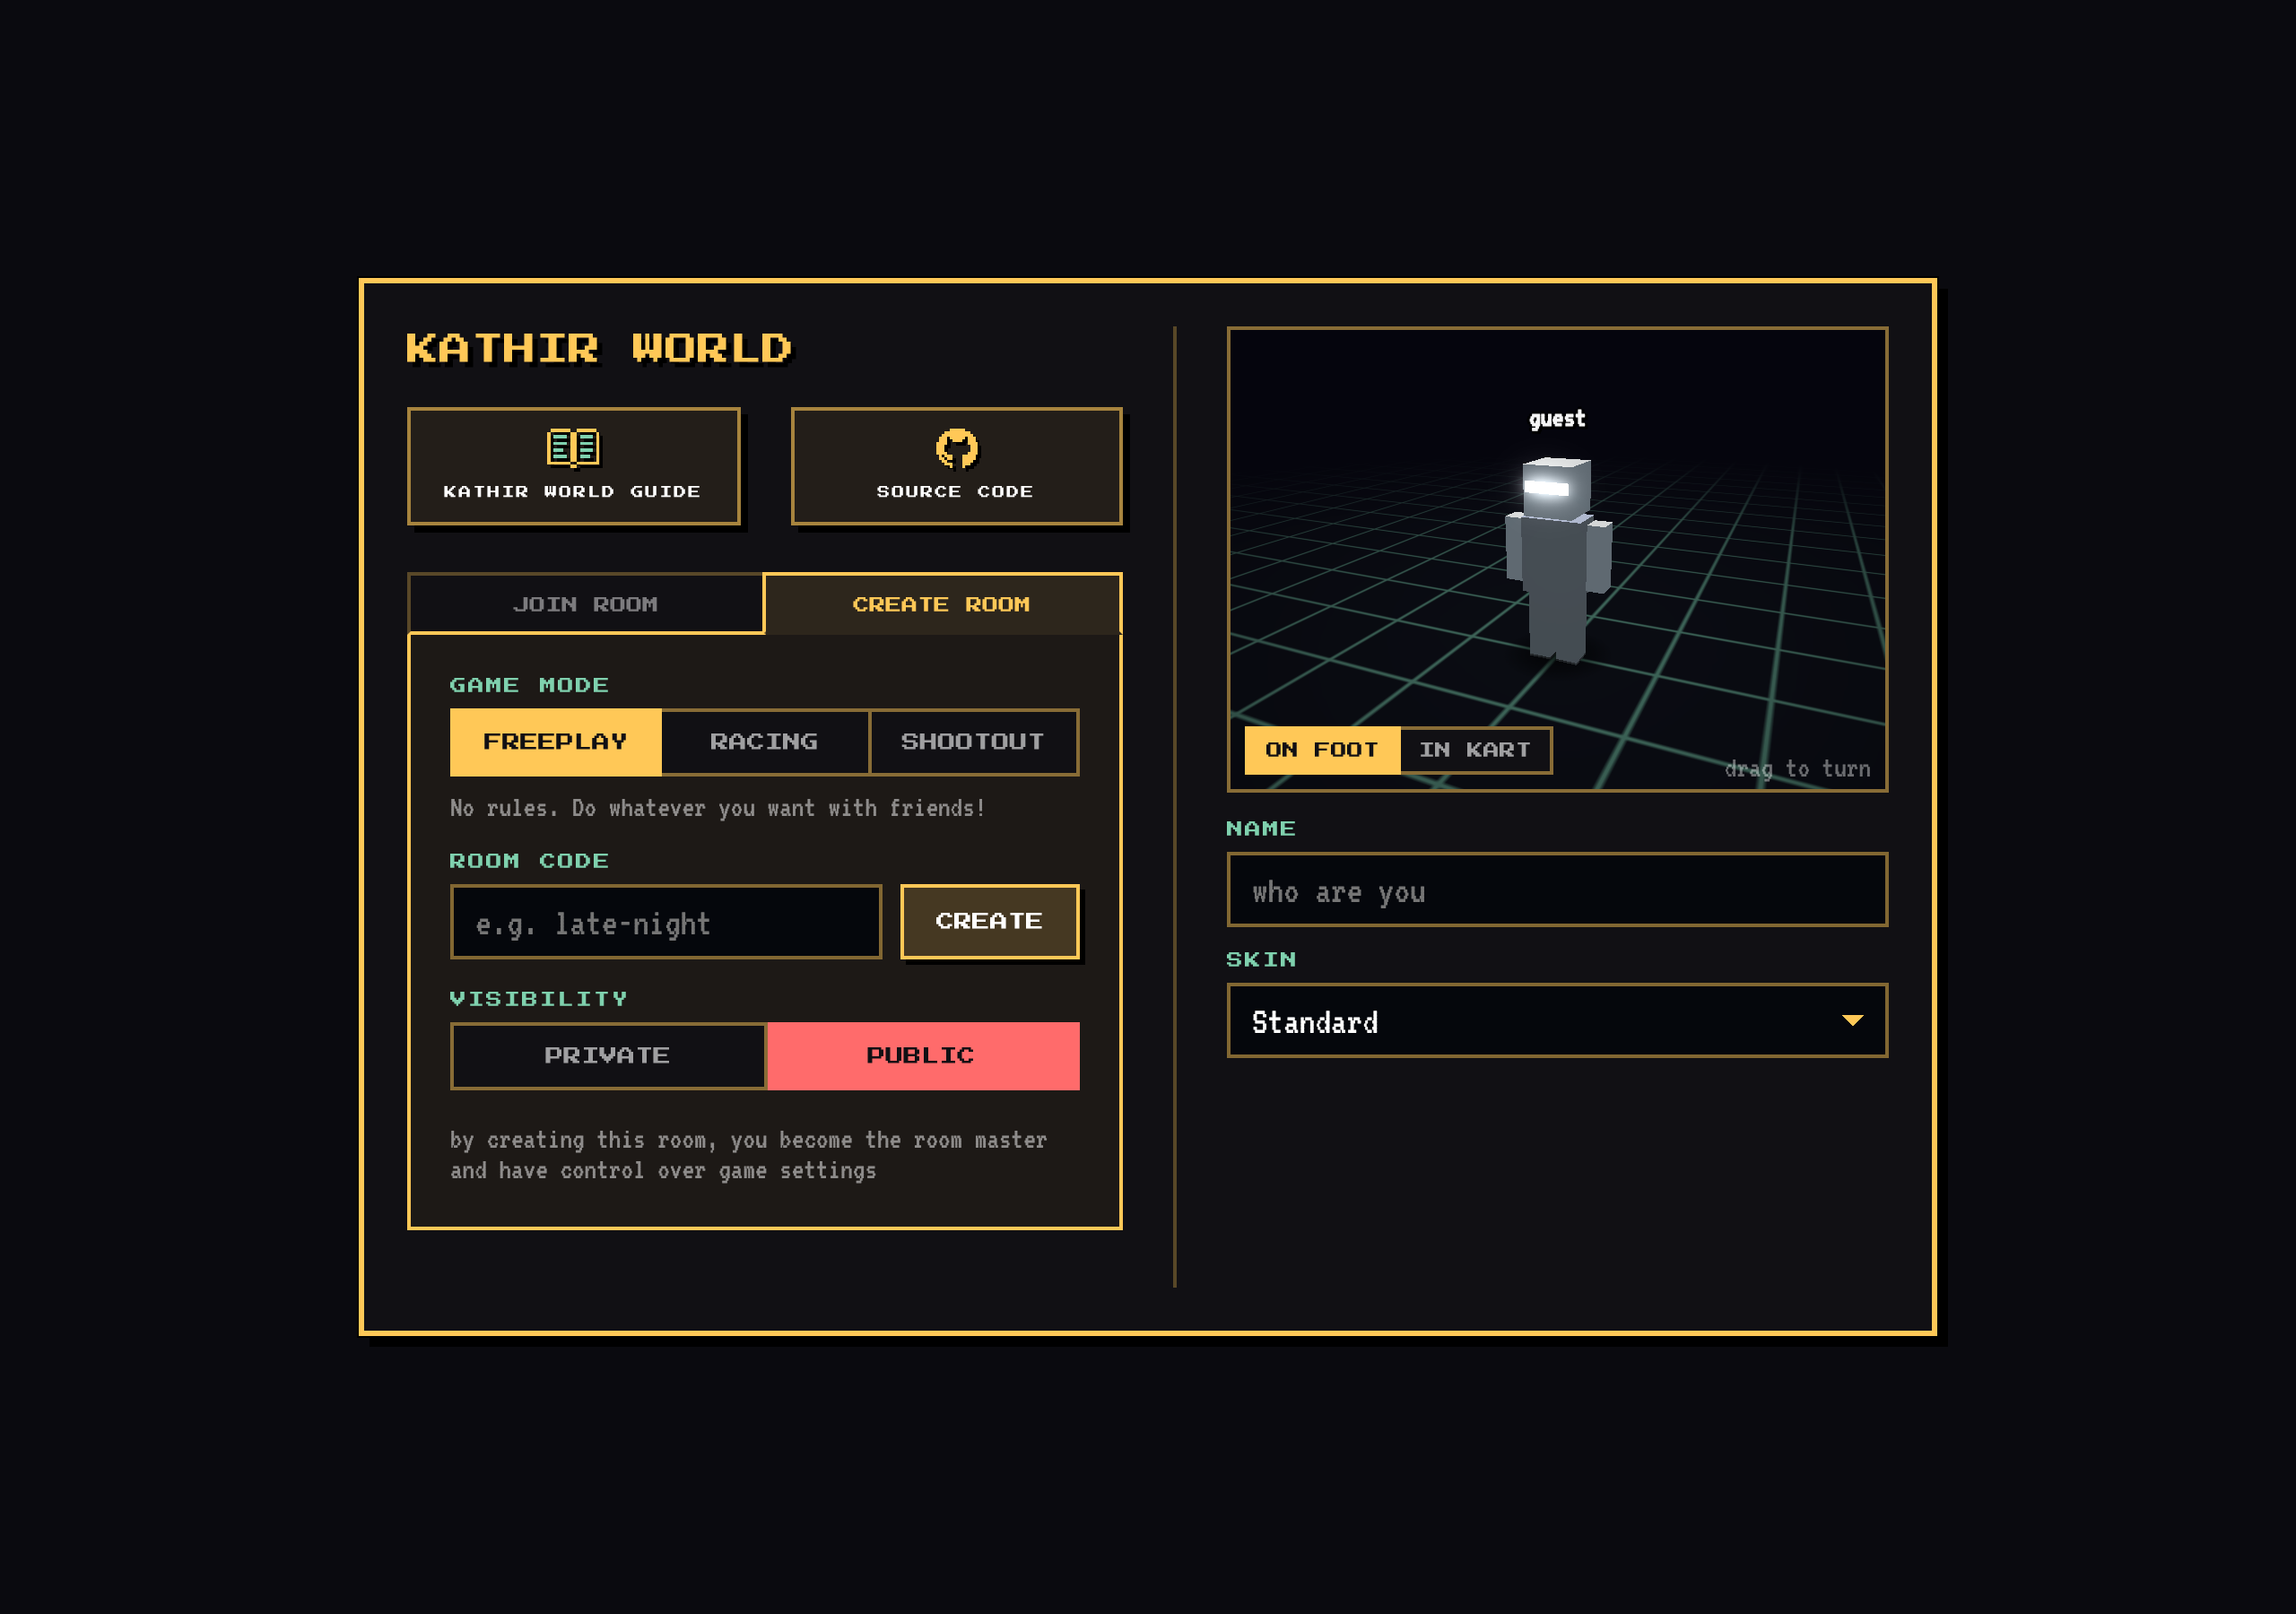 KATHIR WORLD
KATHIR WORLD GUIDE
SOURCE CODE
JOIN ROOM
CREATE ROOM
GAME MODE
FREEPLAY
RACING
SHOOTOUT
No rules. Do whatever you want with friends!
ROOM CODE
e.g. late-night
CREATE
VISIBILITY
PRIVATE
PUBLIC
by creating this room, you become the room master
and have control over game settings
guest
ON FOOT
IN KART
drag to turn
NAME
who are you
SKIN
Standard